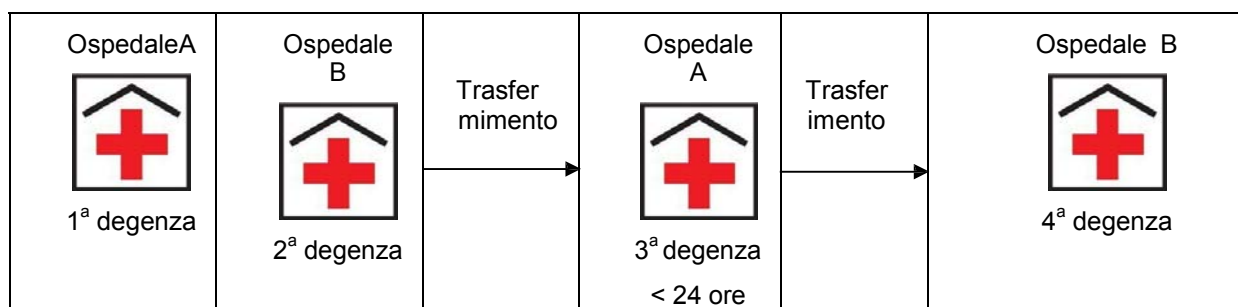 OspedaleA
1ª degenza
Ospedale
B
2ª degenza
Trasfer
mimento
Ospedale
A
3ª degenza
< 24 ore
Trasfer
imento
Ospedale B
4ª degenza